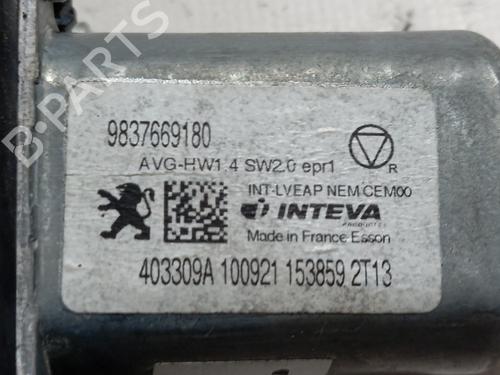 9837669180
AVG-HW1.4 SW2.0 epr1
R
INT-LVEAP NEM CEM00
INTEVA
PRODUCTS
Made in France Esson
403309A 100921 153859 2T13
B-PARTS